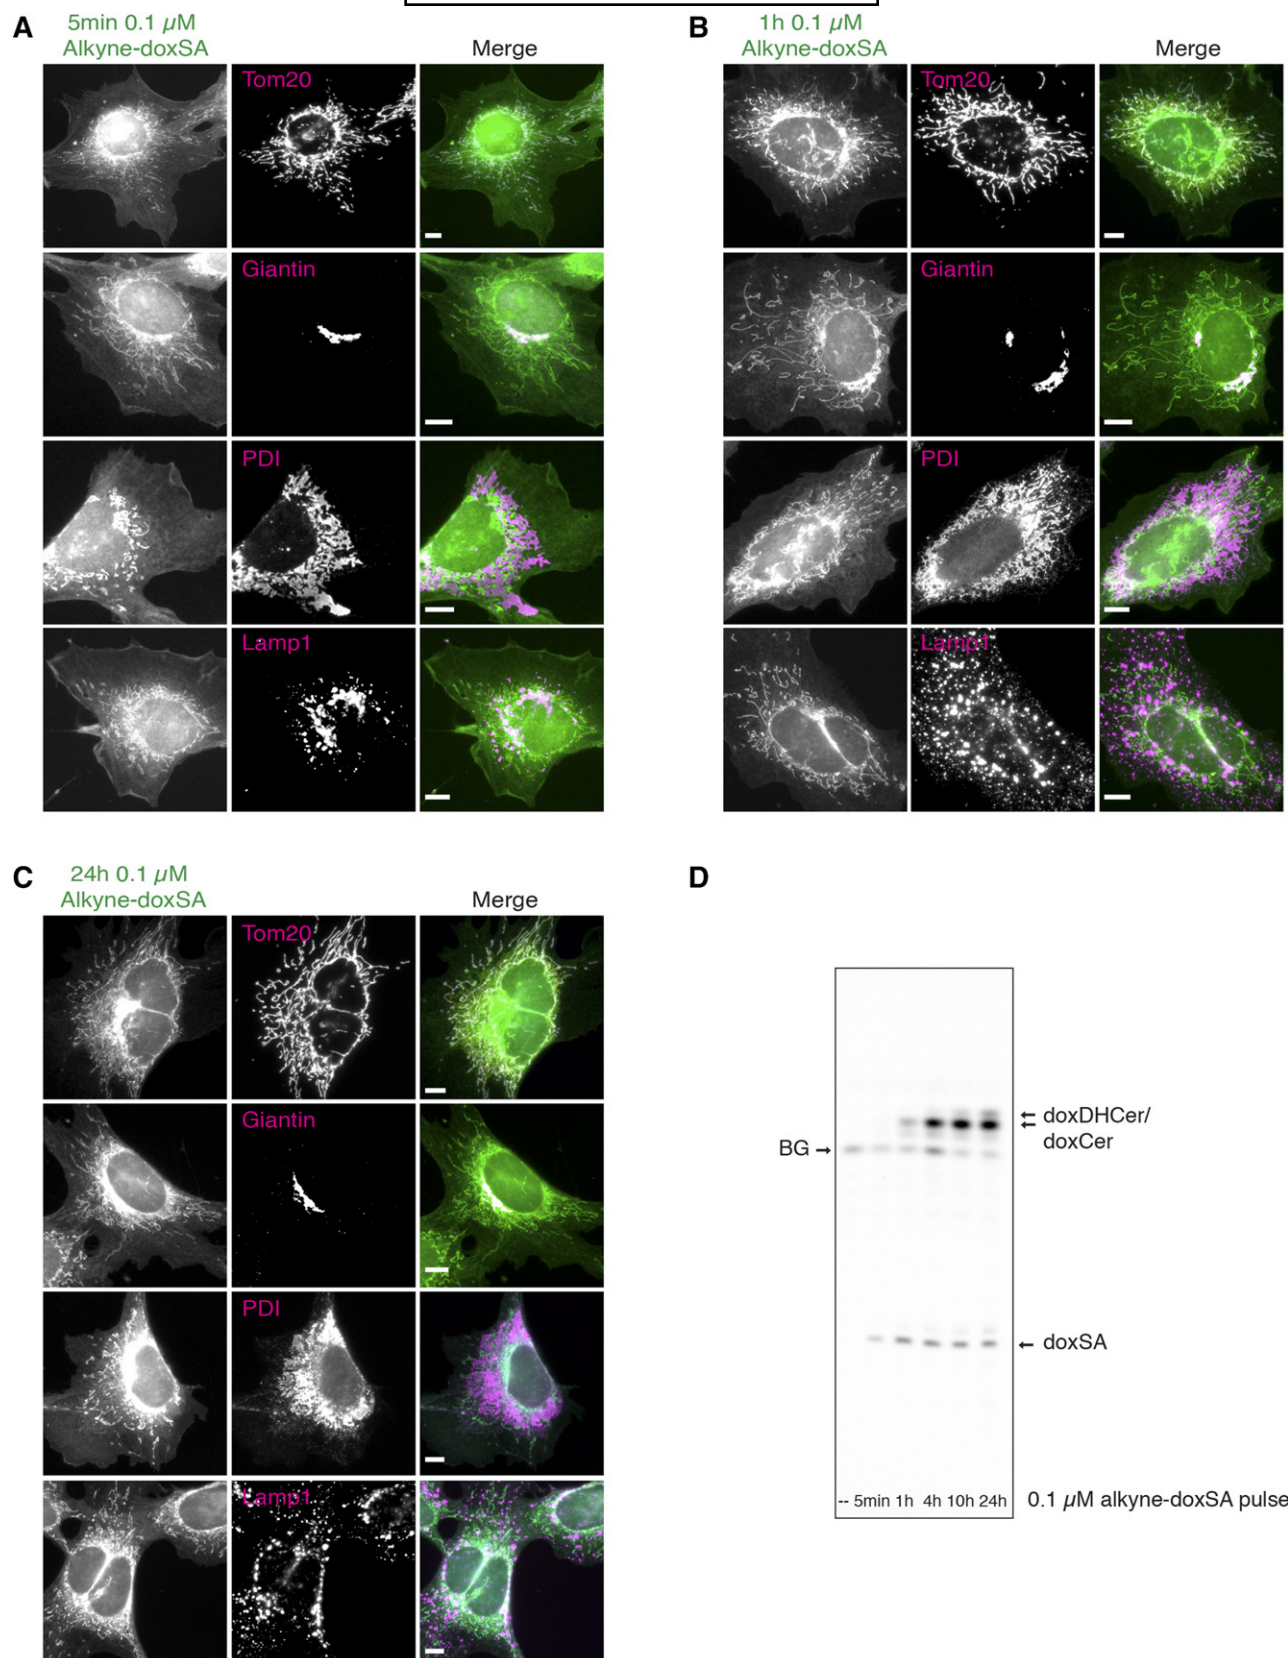 A
5min 0.1 µM
Alkyne-doxSA
Merge
Tom20
Giantin
PDI
Lamp1
B
1h 0.1 µM
Alkyne-doxSA
Merge
Tom20
Giantin
PDI
Lamp1
C
24h 0.1 µM
Alkyne-doxSA
Merge
Tom20
Giantin
PDI
Lamp1
D
doxDHCer/
doxCer
BG
doxSA
-- 5min 1h 4h 10h 24h
0.1 µM alkyne-doxSA pulse